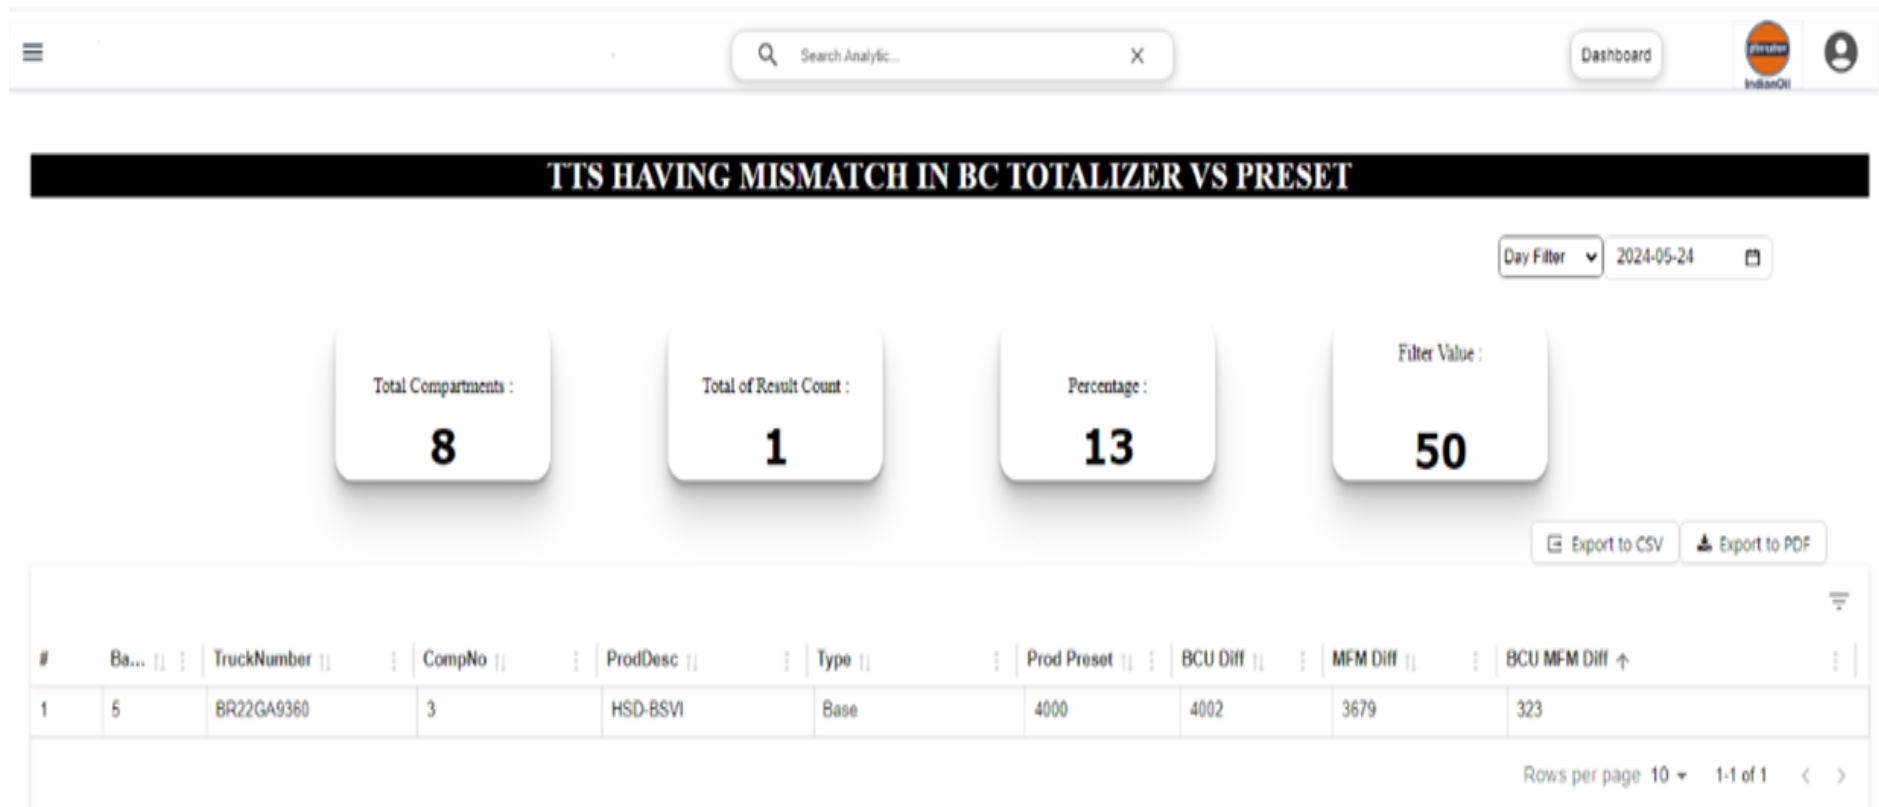 Search Analytic...
Dashboard
IndianOil
TTS HAVING MISMATCH IN BC TOTALIZER VS PRESET
Day Filter 2024-05-24
Total Compartments : Total of Result Count : Percentage : Filter Value :
8 1 13 50
Export to CSV Export to PDF
# Ba... TruckNumber CompNo ProdDesc Type Prod Preset BCU Diff MFM Diff BCU MFM Diff
1 5 BR22GA9360 3 HSD-BSVI Base 4000 4002 3679 323
Rows per page 10 1-1 of 1